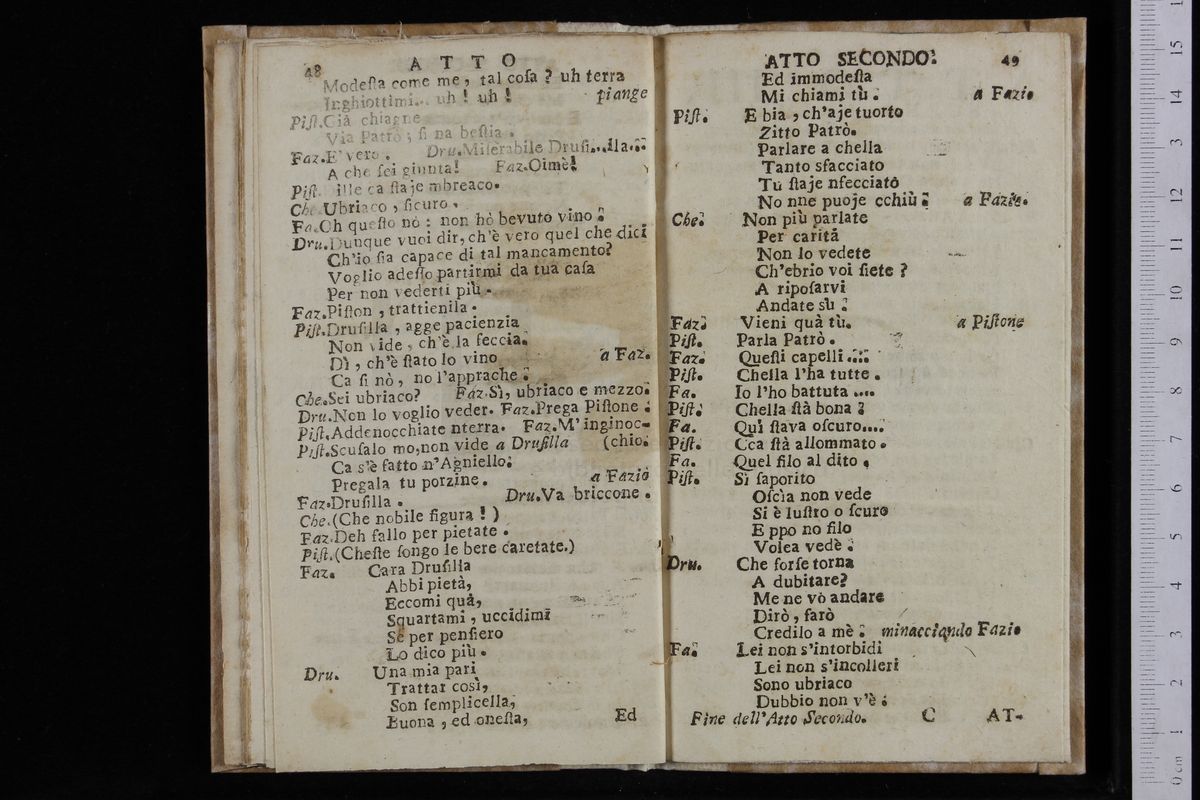 48 ATTO
Modeſta come me, tal coſa? uh terra
Inghiottimi... uh! uh! piange
Piſt. Già chiagne
Via Patrò; ſi na beſtia.
Faz. E' vero. Dru. Miſerabile Druſi...lla..
A che ſei giunta! Faz. Oimè!
Piſt. ille ca ſtaje mbreaco.
Che. Ubriaco, ſicuro.
Fa. Oh queſto nò: non hò bevuto vino.
Dru. Dunque vuoi dir, ch'è vero quel che dici
Ch'io ſia capace di tal mancamento?
Voglio adeſſo partirmi da tua caſa
Per non vederti più.
Faz. Piſton, trattienila.
Piſt. Druſilla, agge pacienzia
Non vide, ch'è la feccia.
Dì, ch'è ſtato lo vino a Faz.
Ca ſi nò, no l'apprache.
Che. Sei ubriaco? Faz. Sì, ubriaco e mezzo.
Dru. Non lo voglio veder. Faz. Prega Piſtone.
Piſt. Addenocchiate nterra. Faz. M'inginoc-
Piſt. Scuſalo mo, non vide a Druſilla (chio.
Ca s'è fatto n'Agniello.
Pregala tu porzine. a Fazio
Faz. Druſilla. Dru. Va briccone.
Che. (Che nobile figura!)
Faz. Deh fallo per pietate.
Piſt. (Cheſte ſongo le bere caretate.)
Faz. Cara Druſilla
Abbi pietà,
Eccomi quà,
Squartami, uccidimi
Se per penſiero
Lo dico più.
Dru. Una mia pari
Trattar così,
Son ſemplicella,
Buona, ed oneſta,
Ed
ATTO SECONDO. 49
Ed immodeſta
Mi chiami tù. a Fazio
Piſt. E bia, ch'aje tuorto
Zitto Patrò.
Parlare a chella
Tanto sfacciato
Tu ſtaje nfecciatò
No nne puoje cchiù. a Fazio.
Che. Non più parlate
Per carità
Non lo vedete
Ch'ebrio voi ſiete?
A ripoſarvi
Andate sù.
Faz. Vieni quà tù. a Piſtone
Piſt. Parla Patrò.
Faz. Queſti capelli....
Piſt. Chella l'ha tutte.
Fa. Io l'ho battuta....
Piſt. Chella ſtà bona.
Fa. Quì ſtava oſcuro....
Piſt. Cca ſtà allommato.
Fa. Quel filo al dito.
Piſt. Sì ſaporito
Oſcìa non vede
Si è luſtro o ſcuro
E ppo no filo
Volea vedè.
Dru. Che forſe torna
A dubitare?
Me ne vò andare
Dirò, farò
Credilo a mè. minacciando Fazio
Fa. Lei non s'intorbidi
Lei non s'incolleri
Sono ubriaco
Dubbio non v'è.
Fine dell'Atto Secondo. C AT-